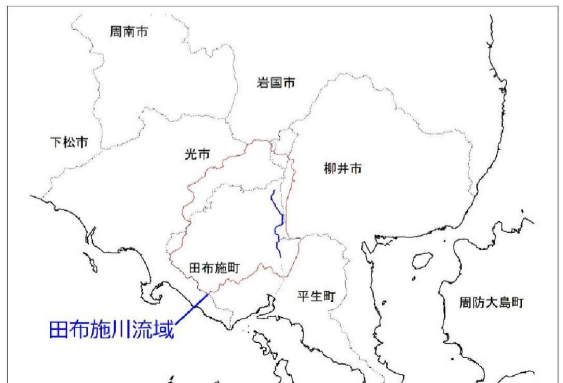 周南市
岩国市
下松市
光市
柳井市
田布施町
平生町
周防大島町
田布施川流域